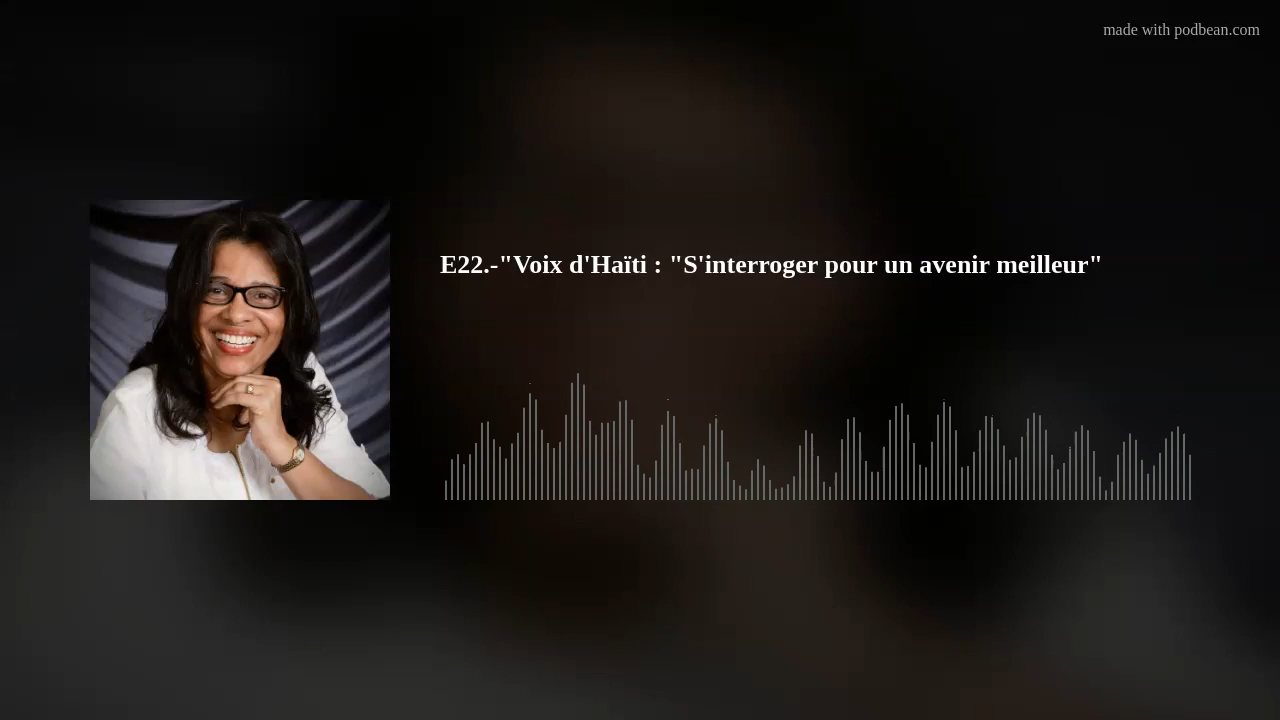 made with podbean.com
E22.-"Voix d'Haïti : "S'interroger pour un avenir meilleur"